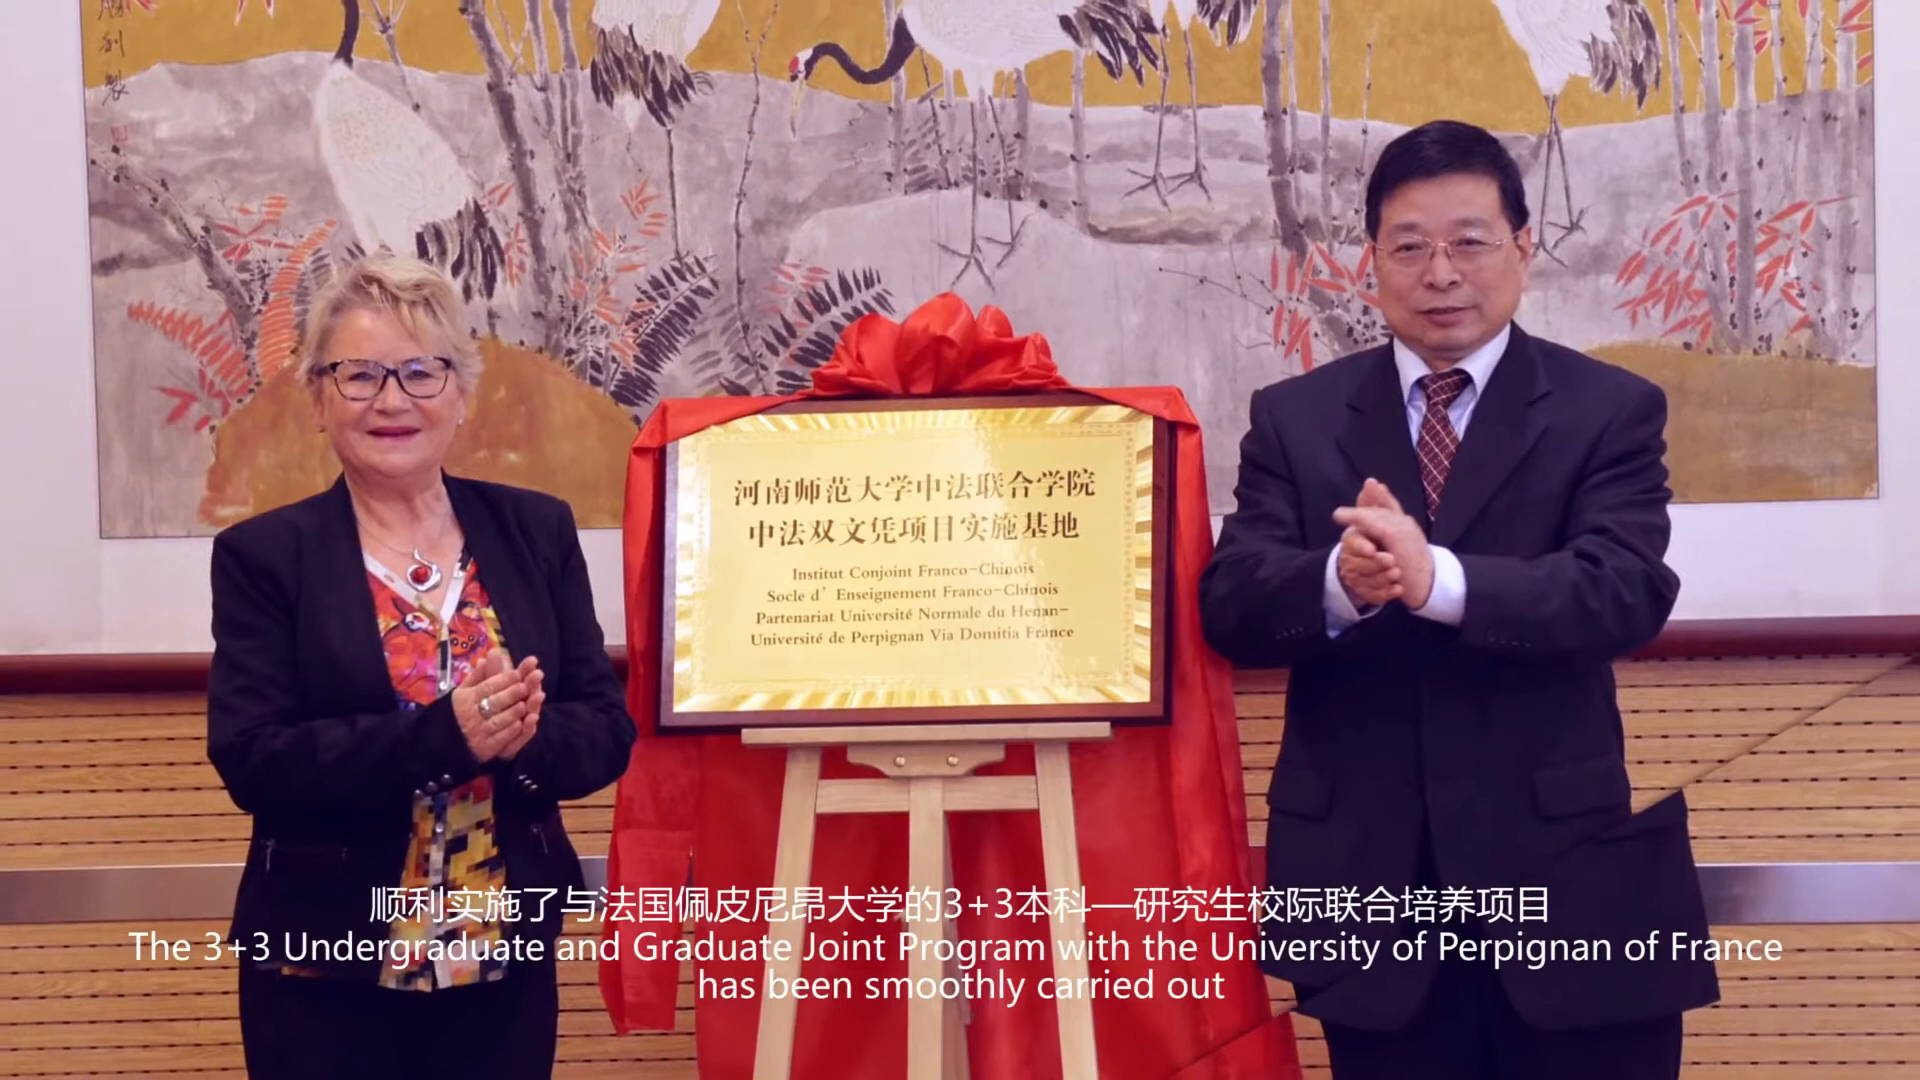 河南师范大学中法联合学院
中法双文凭项目实施基地
Institut Conjoint Franco-Chinois
Socle d' Enseignement Franco-Chinois
Partenariat Université Normale du Henan-
Université de Perpignan Via Domitia France
顺利实施了与法国佩皮尼昂大学的3+3本科—研究生校际联合培养项目
The 3+3 Undergraduate and Graduate Joint Program with the University of Perpignan of France
has been smoothly carried out